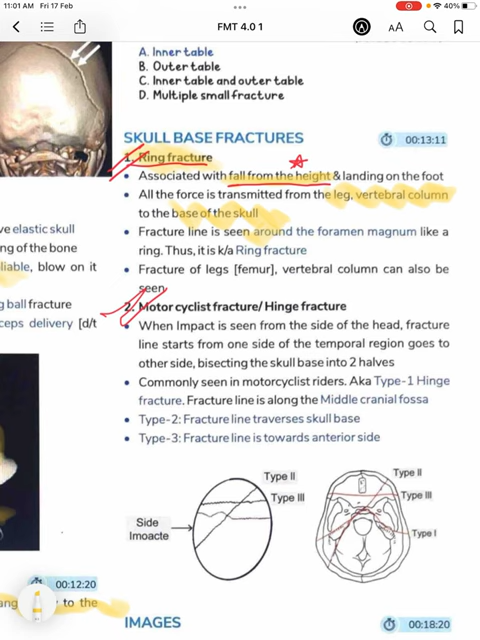 11:01 AM Fri 17 Feb
40%
FMT 4.0 1
AA
A. Inner table
B. Outer table
C. Inner table and outer table
D. Multiple small fracture
SKULL BASE FRACTURES
00:13:11
1. Ring fracture
• Associated with fall from the height & landing on the foot
• All the force is transmitted from the leg, vertebral column
to the base of the skull
• Fracture line is seen around the foramen magnum like a
ring. Thus, it is k/a Ring fracture
• Fracture of legs [femur], vertebral column can also be
seen
2. Motor cyclist fracture/ Hinge fracture
• When Impact is seen from the side of the head, fracture
line starts from one side of the temporal region goes to
other side, bisecting the skull base into 2 halves
• Commonly seen in motorcyclist riders. Aka Type-1 Hinge
fracture. Fracture line is along the Middle cranial fossa
• Type-2: Fracture line traverses skull base
• Type-3: Fracture line is towards anterior side
Type II
Type III
Side
Imoacte
Type II
Type III
Type I
IMAGES
00:18:20
ve elastic skull
ng of the bone
liable, blow on it
g ball fracture
ceps delivery [d/t
00:12:20
ang
to the